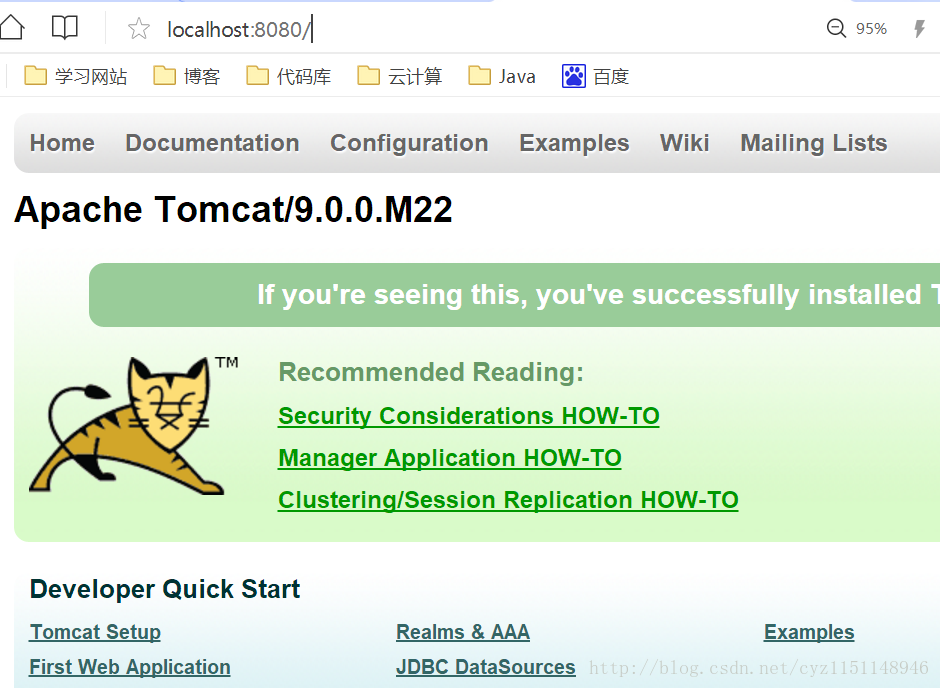 localhost:8080/ 95%
学习网站 博客 代码库 云计算 Java 百度
Home Documentation Configuration Examples Wiki Mailing Lists
Apache Tomcat/9.0.0.M22
If you're seeing this, you've successfully installed T
TM
Recommended Reading:
Security Considerations HOW-TO
Manager Application HOW-TO
Clustering/Session Replication HOW-TO
Developer Quick Start
Tomcat Setup Realms & AAA Examples
First Web Application JDBC DataSources http://blog.csdn.net/cyz1151148946